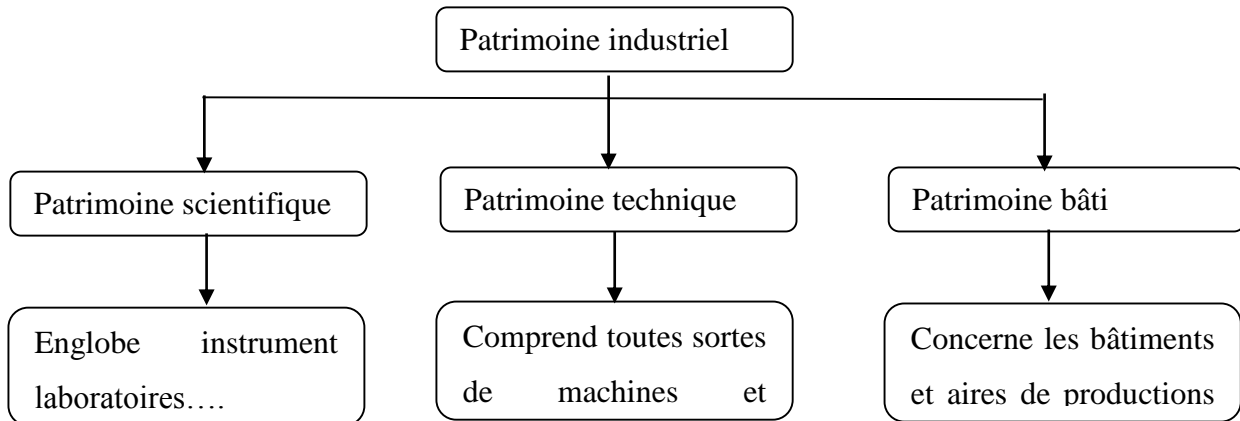 Patrimoine industriel
Patrimoine scientifique
Patrimoine technique
Patrimoine bâti
Englobe instrument
laboratoires….
Comprend toutes sortes
de machines et
Concerne les bâtiments
et aires de productions